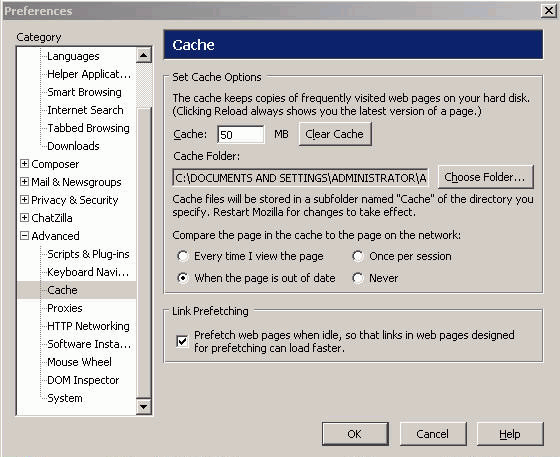 Preferences
Category
Languages
Helper Applicat...
Smart Browsing
Internet Search
Tabbed Browsing
Downloads
Composer
Mail & Newsgroups
Privacy & Security
ChatZilla
Advanced
Scripts & Plug-ins
Keyboard Navi...
Cache
Proxies
HTTP Networking
Software Insta...
Mouse Wheel
DOM Inspector
System
Cache
Set Cache Options
The cache keeps copies of frequently visited web pages on your hard disk.
(Clicking Reload always shows you the latest version of a page.)
Cache: 50 MB Clear Cache
Cache Folder:
C:\DOCUMENTS AND SETTINGS\ADMINISTRATOR\A Choose Folder...
Cache files will be stored in a subfolder named "Cache" of the directory you
specify. Restart Mozilla for changes to take effect.
Compare the page in the cache to the page on the network:
Every time I view the page Once per session
When the page is out of date Never
Link Prefetching
Prefetch web pages when idle, so that links in web pages designed
for prefetching can load faster.
OK Cancel Help